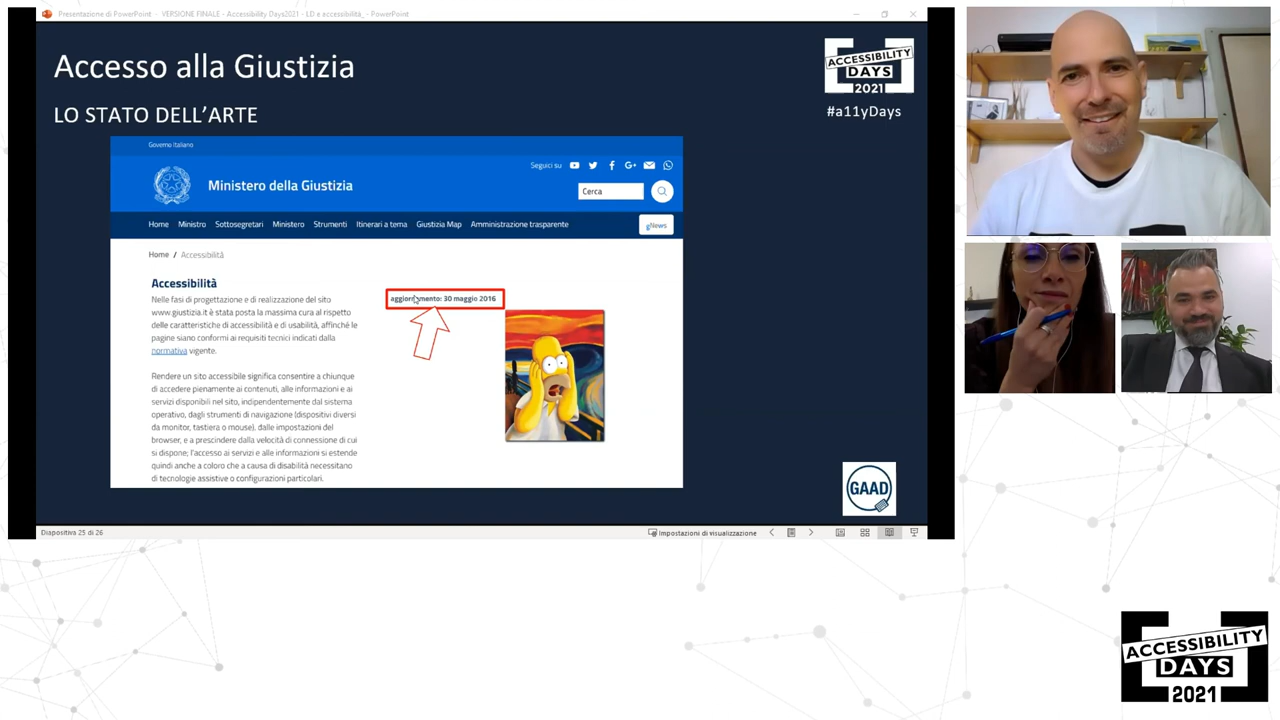 Presentazione di PowerPoint - VERSIONE FINALE - Accessibility Days2021 - LD e accessibilità_ - PowerPoint
Accesso alla Giustizia
LO STATO DELL'ARTE
ACCESSIBILITY
DAYS
2021
#a11yDays
Governo Italiano
Ministero della Giustizia
Seguici su
Cerca
Home Ministro Sottosegretari Ministero Strumenti Itinerari a tema Giustizia Map Amministrazione trasparente
gNews
Home / Accessibilità
Accessibilità
Nelle fasi di progettazione e di realizzazione del sito
www.giustizia.it è stata posta la massima cura al rispetto
delle caratteristiche di accessibilità e di usabilità, affinché le
pagine siano conformi ai requisiti tecnici indicati dalla
normativa vigente.
aggiornamento: 30 maggio 2016
Rendere un sito accessibile significa consentire a chiunque
di accedere pienamente ai contenuti, alle informazioni e ai
servizi disponibili nel sito, indipendentemente dal sistema
operativo, dagli strumenti di navigazione (dispositivi diversi
da monitor, tastiera o mouse), dalle impostazioni del
browser, e a prescindere dalla velocità di connessione di cui
si dispone; l'accesso ai servizi e alle informazioni si estende
quindi anche a coloro che a causa di disabilità necessitano
di tecnologie assistive o configurazioni particolari.
GAAD
Diapositiva 25 di 26
Impostazioni di visualizzazione
ACCESSIBILITY
DAYS
2021